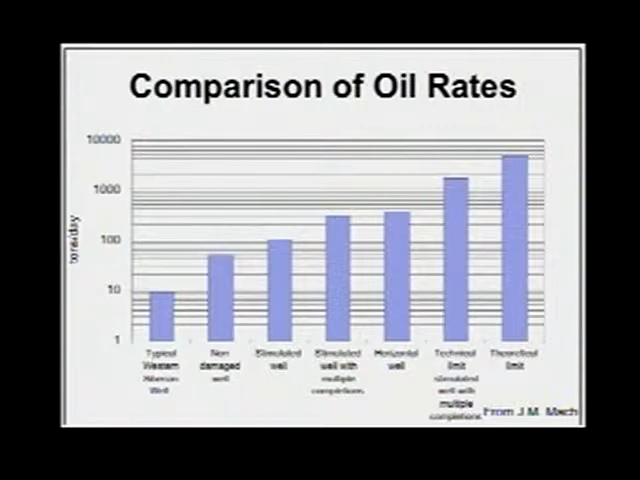 Comparison of Oil Rates
10000
1000
100
10
1
tons/day
Typical
Western
Siberian
Well
Non
damaged
well
Stimulated
well
Stimulated
well with
multiple
completions
Horizontal
well
Technical
limit
stimulated
well with
multiple
completions
Theoretical
limit
From J.M. Mach